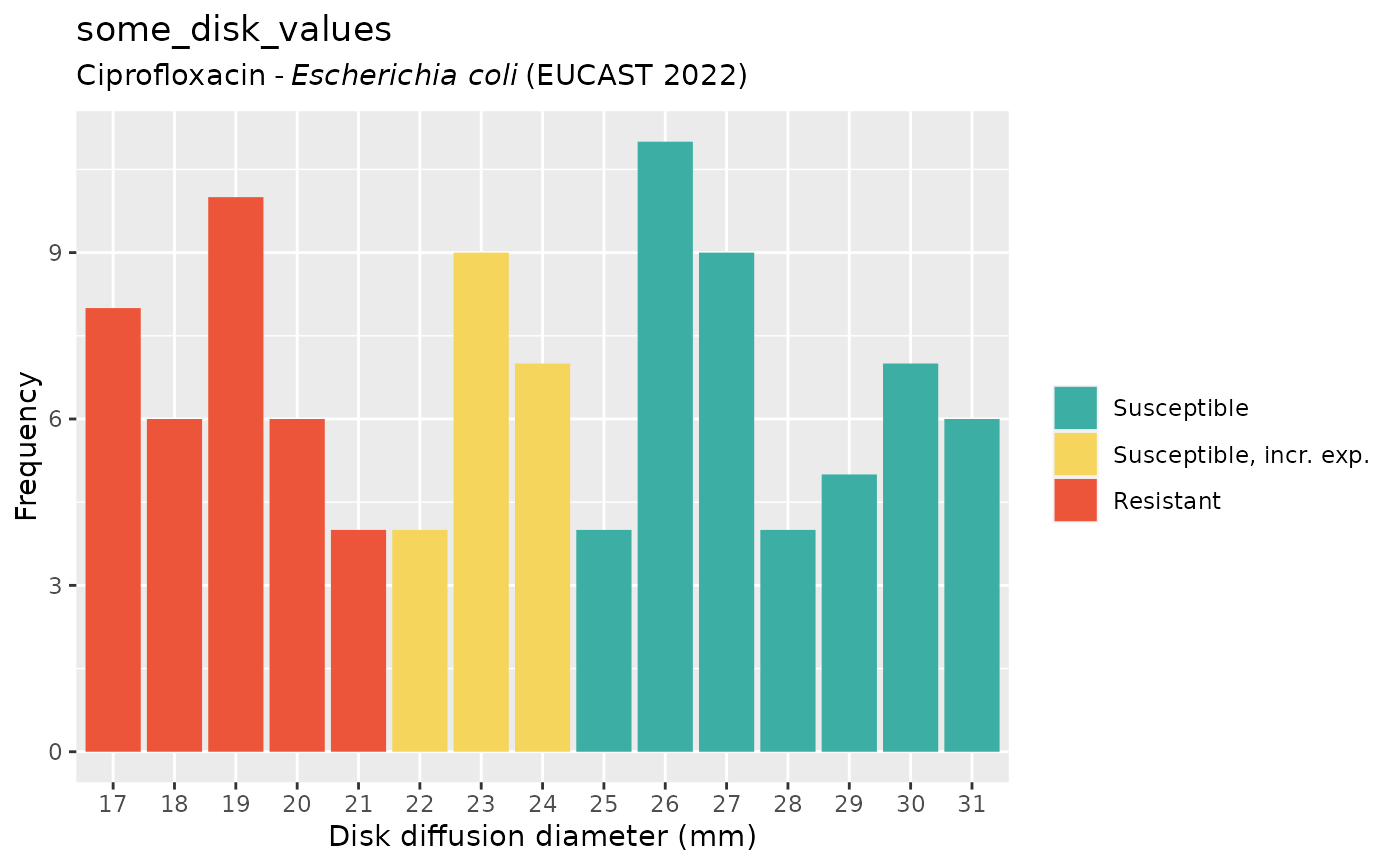 some_disk_values
Ciprofloxacin - Escherichia coli (EUCAST 2022)
Frequency
9
6
3
0
17 18 19 20 21 22 23 24 25 26 27 28 29 30 31
Disk diffusion diameter (mm)
Susceptible
Susceptible, incr. exp.
Resistant